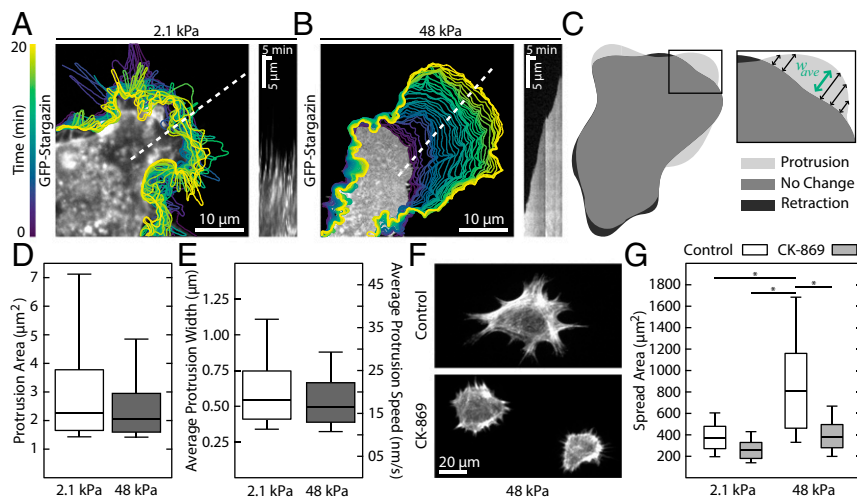 A
2.1 kPa
B
48 kPa
C
20
Time (min)
0
GFP-Stargazin
10 μm
5 min
5 μm
GFP-Stargazin
10 μm
5 min
5 μm
w ave
Protrusion
No Change
Retraction
D
Protrusion Area (μm²)
7
6
5
4
3
2
1
2.1 kPa
48 kPa
E
Average Protrusion Width (μm)
1.25
1.00
0.75
0.50
0.25
Average Protrusion Speed (nm/s)
45
35
25
15
05
2.1 kPa
48 kPa
F
Control
CK-869
20 μm
48 kPa
G
Control
CK-869
Spread Area (μm²)
1800
1600
1400
1200
1000
800
600
400
200
*
*
*
2.1 kPa
48 kPa